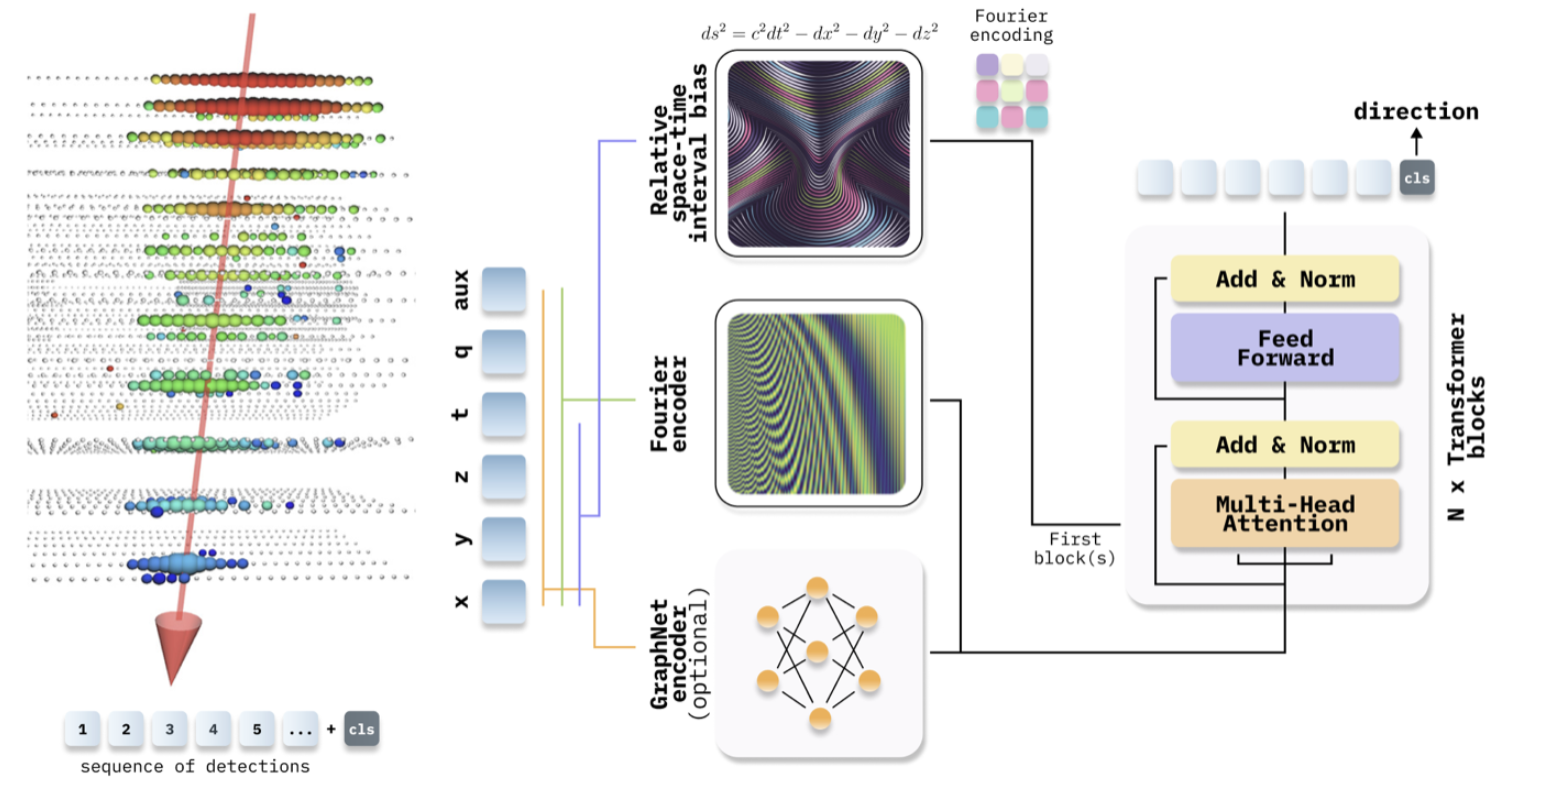 ds² = c²dt² − dx² − dy² − dz²
Fourier
encoding
Relative
space-time
interval bias
direction
cls
aux
q
t
z
y
x
Fourier
encoder
GraphNet
encoder
(optional)
First
block(s)
Add & Norm
Feed
Forward
Add & Norm
Multi-Head
Attention
N x Transformer
blocks
1 2 3 4 5 ... + cls
sequence of detections